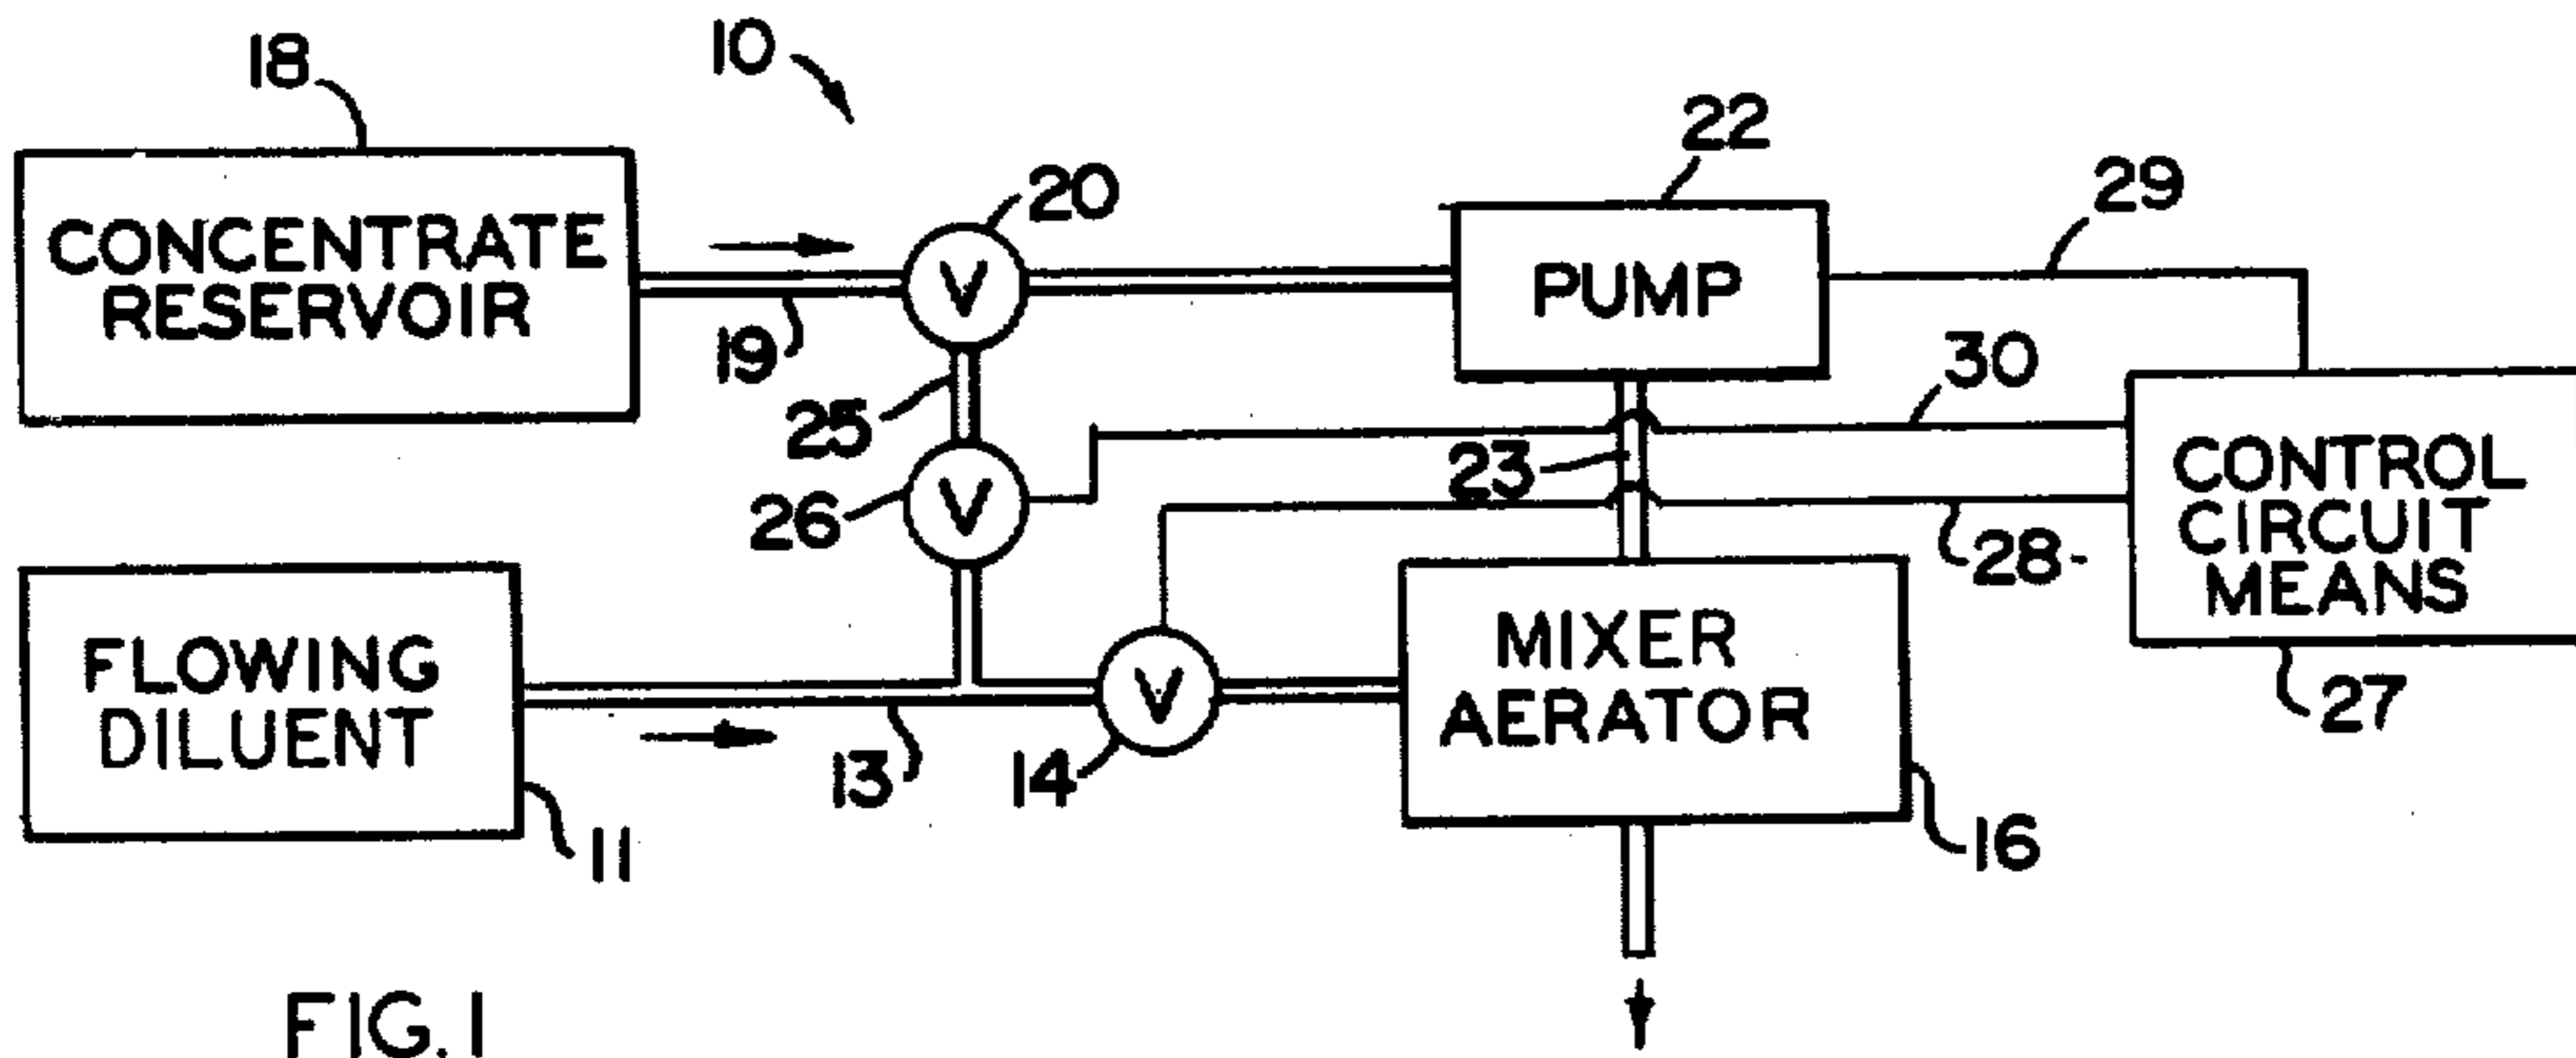 10
18
CONCENTRATE
RESERVOIR
19
20
V
22
PUMP
29
25
26
V
23
30
28
CONTROL
CIRCUIT
MEANS
27
FLOWING
DILUENT
11
13
14
V
MIXER
AERATOR
16
FIG. 1